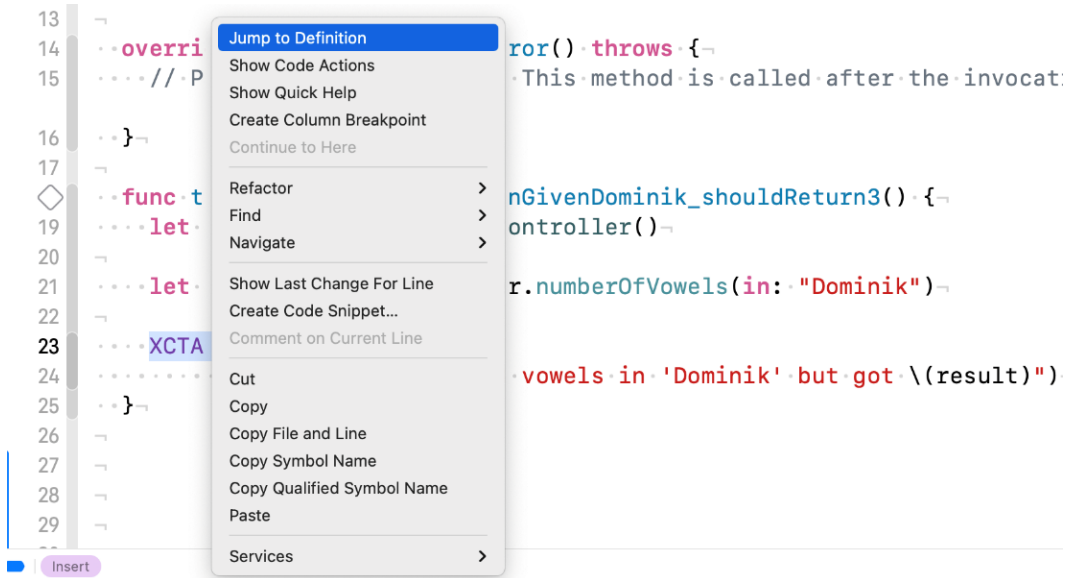 13 ¬
14 ··overri
ror()·throws·{¬
15 ····//·P
·This·method·is·called·after·the·invocat
16 ··}¬
17 ¬
··func·t
nGivenDominik_shouldReturn3()·{¬
19 ····let·
ontroller()¬
20 ¬
21 ····let·
r.numberOfVowels(in:·"Dominik")¬
22 ¬
23 ····XCTA
24 ········
·vowels·in·'Dominik'·but·got·\(result)")
25 ··}¬
26 ¬
27 ¬
28 ¬
29 ¬
Insert
Jump to Definition
Show Code Actions
Show Quick Help
Create Column Breakpoint
Continue to Here
Refactor
Find
Navigate
Show Last Change For Line
Create Code Snippet...
Comment on Current Line
Cut
Copy
Copy File and Line
Copy Symbol Name
Copy Qualified Symbol Name
Paste
Services